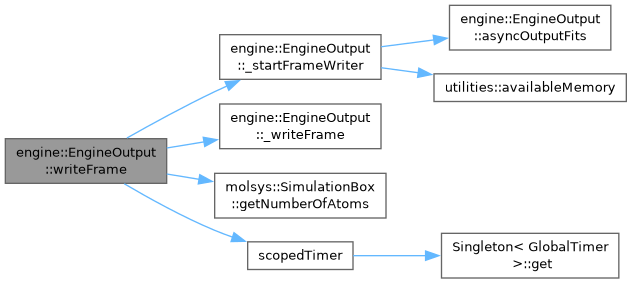 engine::EngineOutput
::writeFrame
engine::EngineOutput
::_startFrameWriter
engine::EngineOutput
::asyncOutputFits
utilities::availableMemory
engine::EngineOutput
::_writeFrame
molsys::SimulationBox
::getNumberOfAtoms
scopedTimer
Singleton< GlobalTimer
>::get